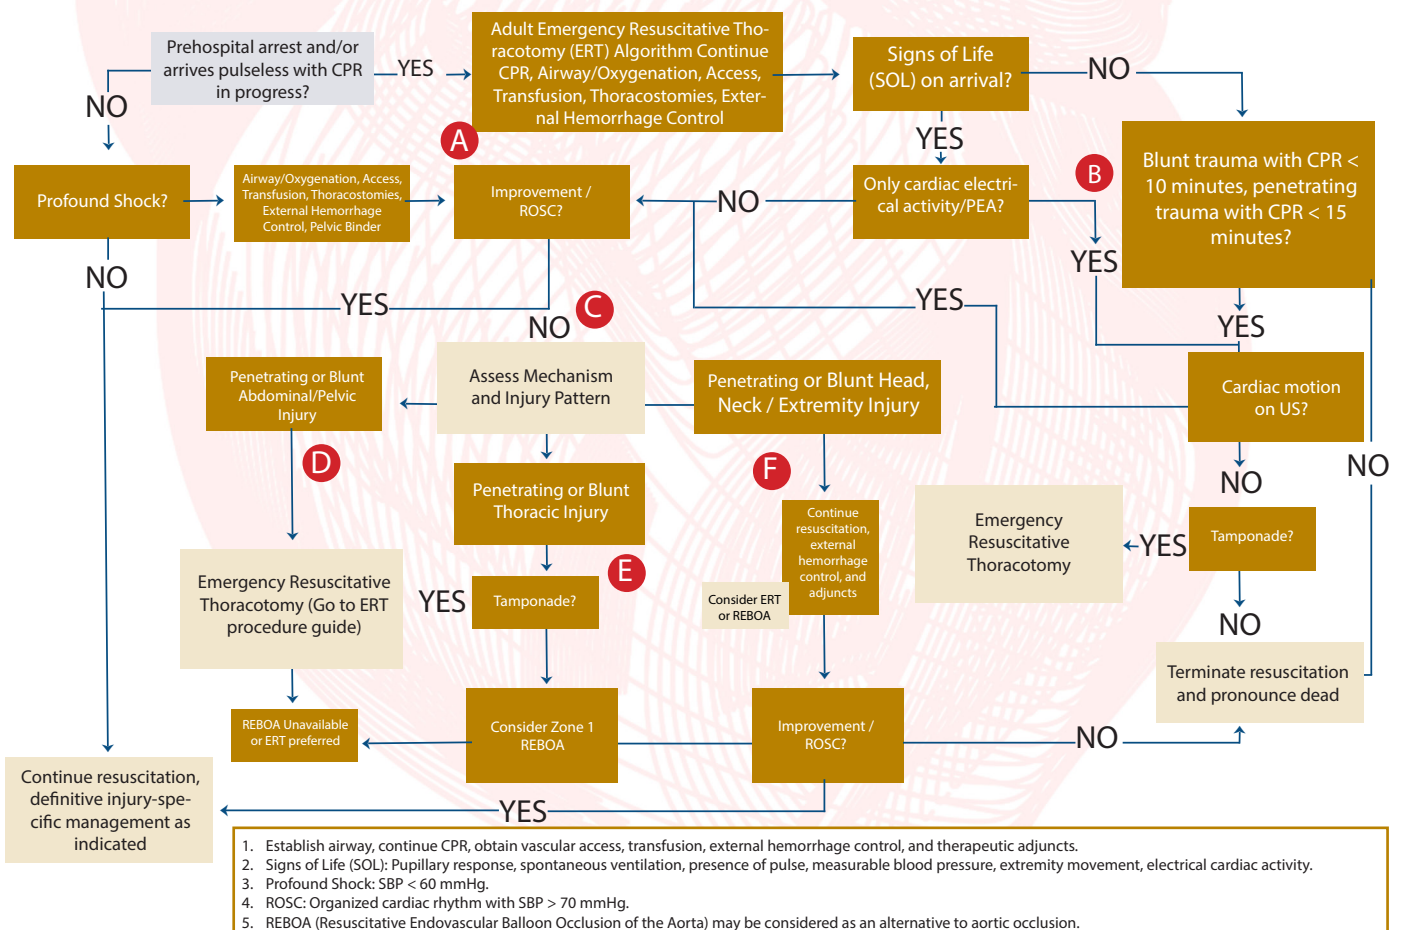 Prehospital arrest and/or
arrives pulseless with CPR
in progress?
YES
NO
Adult Emergency Resuscitative Tho-
racotomy (ERT) Algorithm Continue
CPR, Airway/Oxygenation, Access,
Transfusion, Thoracostomies, Exter-
nal Hemorrhage Control
Signs of Life
(SOL) on arrival?
NO
YES
A
B
Profound Shock?
Airway/Oxygenation, Access,
Transfusion, Thoracostomies,
External Hemorrhage
Control, Pelvic Binder
Improvement /
ROSC?
NO
Only cardiac electri-
cal activity/PEA?
YES
Blunt trauma with CPR <
10 minutes, penetrating
trauma with CPR < 15
minutes?
NO
YES
C
NO
YES
YES
NO
Penetrating or Blunt
Abdominal/Pelvic
Injury
Assess Mechanism
and Injury Pattern
Penetrating or Blunt Head,
Neck / Extremity Injury
Cardiac motion
on US?
NO
D
Penetrating or Blunt
Thoracic Injury
F
E
Continue
resuscitation,
external
hemorrhage
control, and
adjuncts
Consider ERT
or REBOA
Emergency
Resuscitative
Thoracotomy
YES
Tamponade?
NO
Emergency Resuscitative
Thoracotomy (Go to ERT
procedure guide)
YES
Tamponade?
Terminate resuscitation
and pronounce dead
REBOA Unavailable
or ERT preferred
Consider Zone 1
REBOA
Improvement /
ROSC?
NO
YES
Continue resuscitation,
definitive injury-spe-
cific management as
indicated
1. Establish airway, continue CPR, obtain vascular access, transfusion, external hemorrhage control, and therapeutic adjuncts.
2. Signs of Life (SOL): Pupillary response, spontaneous ventilation, presence of pulse, measurable blood pressure, extremity movement, electrical cardiac activity.
3. Profound Shock: SBP < 60 mmHg.
4. ROSC: Organized cardiac rhythm with SBP > 70 mmHg.
5. REBOA (Resuscitative Endovascular Balloon Occlusion of the Aorta) may be considered as an alternative to aortic occlusion.